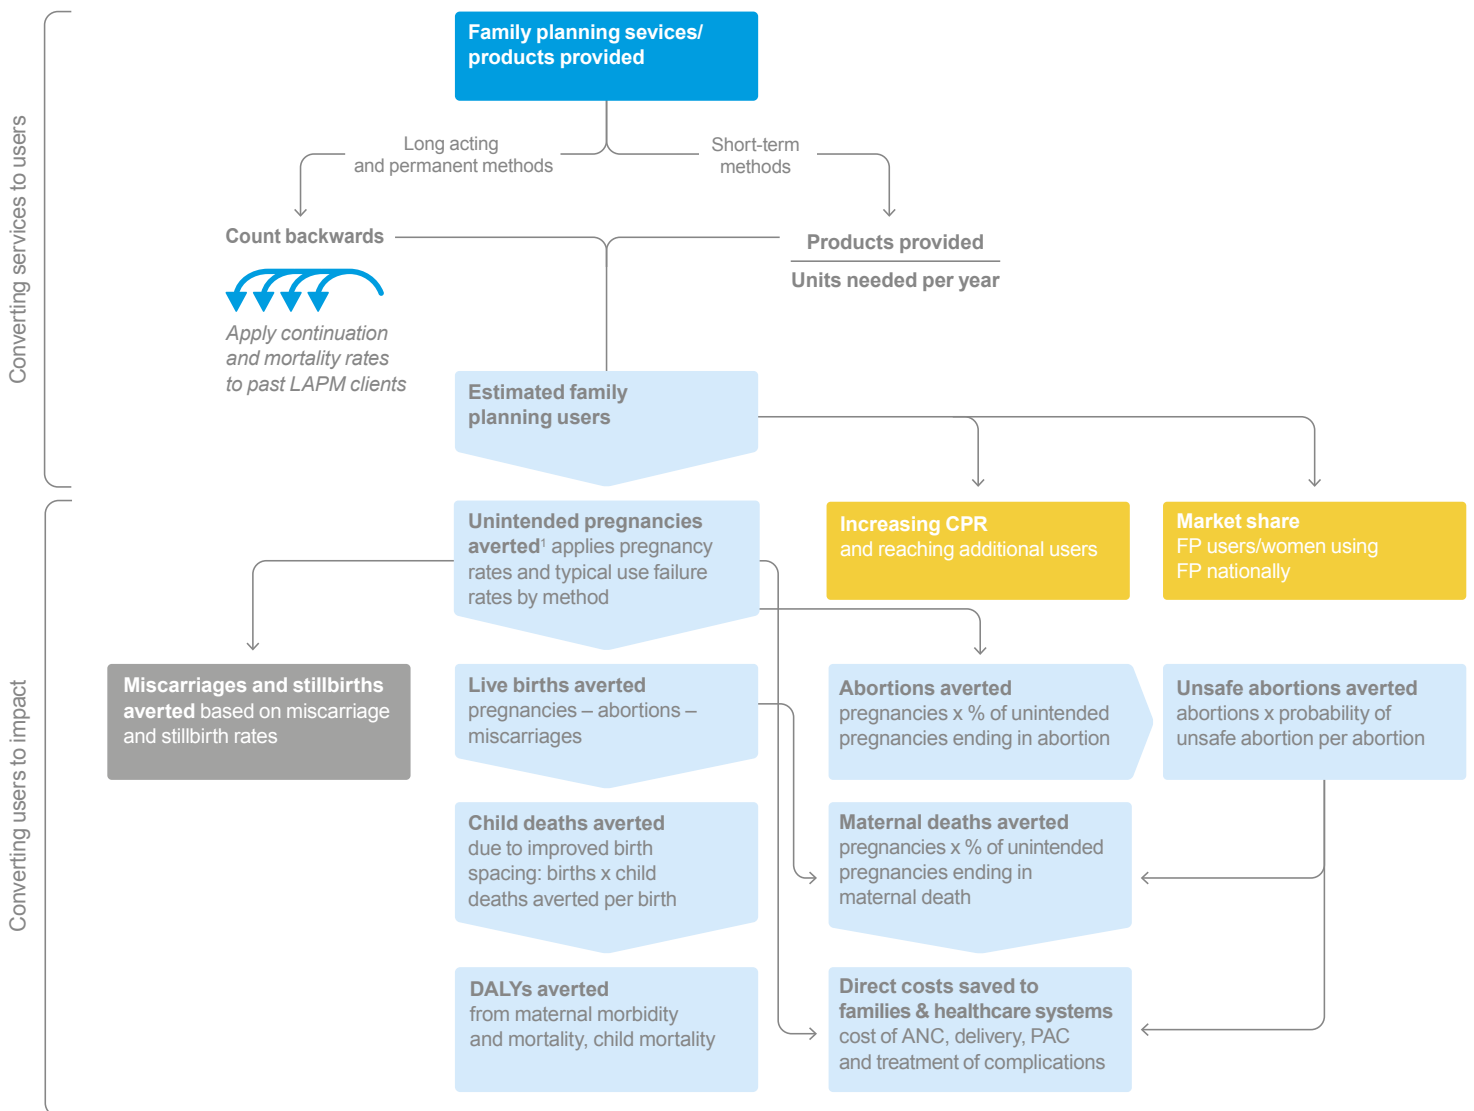 Converting services to users
Family planning sevices/
products provided
Long acting
and permanent methods
Short-term
methods
Count backwards
Apply continuation
and mortality rates
to past LAPM clients
Products provided
Units needed per year
Estimated family
planning users
Converting users to impact
Unintended pregnancies
averted¹ applies pregnancy
rates and typical use failure
rates by method
Increasing CPR
and reaching additional users
Market share
FP users/women using
FP nationally
Miscarriages and stillbirths
averted based on miscarriage
and stillbirth rates
Live births averted
pregnancies – abortions –
miscarriages
Abortions averted
pregnancies x % of unintended
pregnancies ending in abortion
Unsafe abortions averted
abortions x probability of
unsafe abortion per abortion
Child deaths averted
due to improved birth
spacing: births x child
deaths averted per birth
Maternal deaths averted
pregnancies x % of unintended
pregnancies ending in
maternal death
DALYs averted
from maternal morbidity
and mortality, child mortality
Direct costs saved to
families & healthcare systems
cost of ANC, delivery, PAC
and treatment of complications